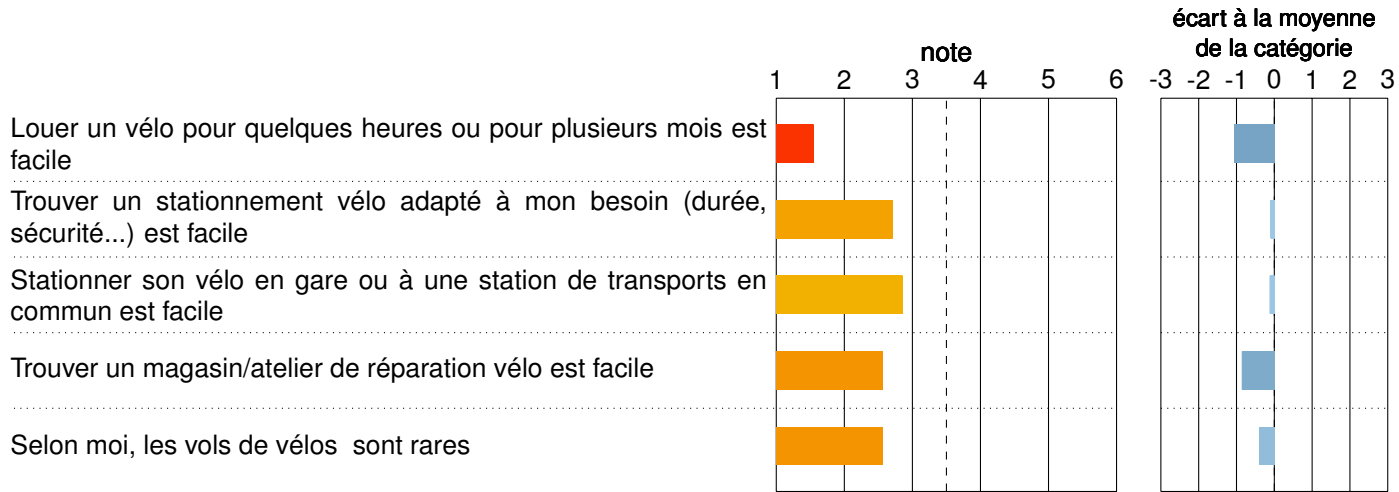 écart à la moyenne
de la catégorie
note
1 2 3 4 5 6
-3 -2 -1 0 1 2 3
Louer un vélo pour quelques heures ou pour plusieurs mois est
facile
Trouver un stationnement vélo adapté à mon besoin (durée,
sécurité...) est facile
Stationner son vélo en gare ou à une station de transports en
commun est facile
Trouver un magasin/atelier de réparation vélo est facile
Selon moi, les vols de vélos sont rares